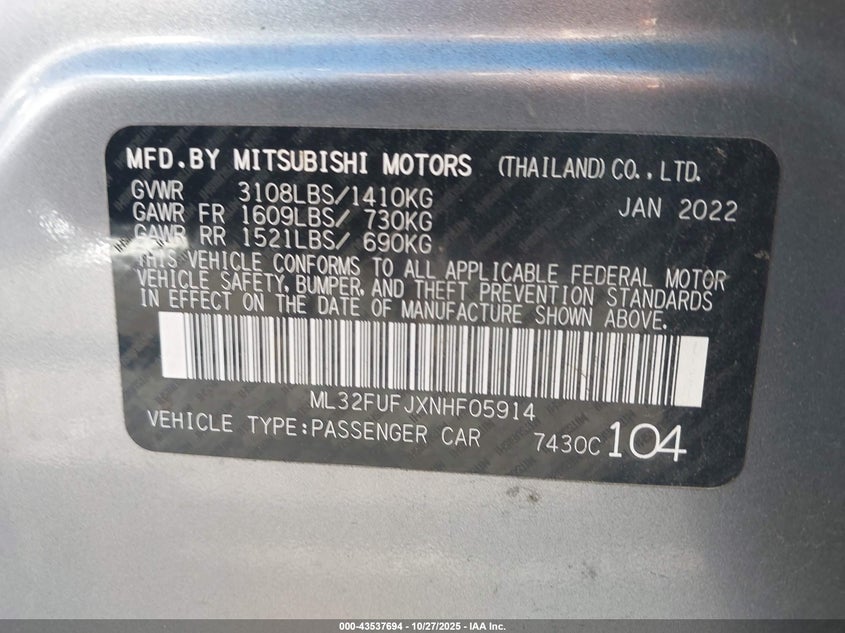 MFD.BY MITSUBISHI MOTORS (THAILAND) CO.,LTD.
GVWR 3108LBS/1410KG JAN 2022
GAWR FR 1609LBS/ 730KG
GAWR RR 1521LBS/ 690KG
THIS VEHICLE CONFORMS TO ALL APPLICABLE FEDERAL MOTOR
VEHICLE SAFETY, BUMPER, AND THEFT PREVENTION STANDARDS
IN EFFECT ON THE DATE OF MANUFACTURE SHOWN ABOVE.
ML32FUFJXNHF05914
VEHICLE TYPE:PASSENGER CAR 7430C 104
000-43537694 - 10/27/2025 - IAA Inc.